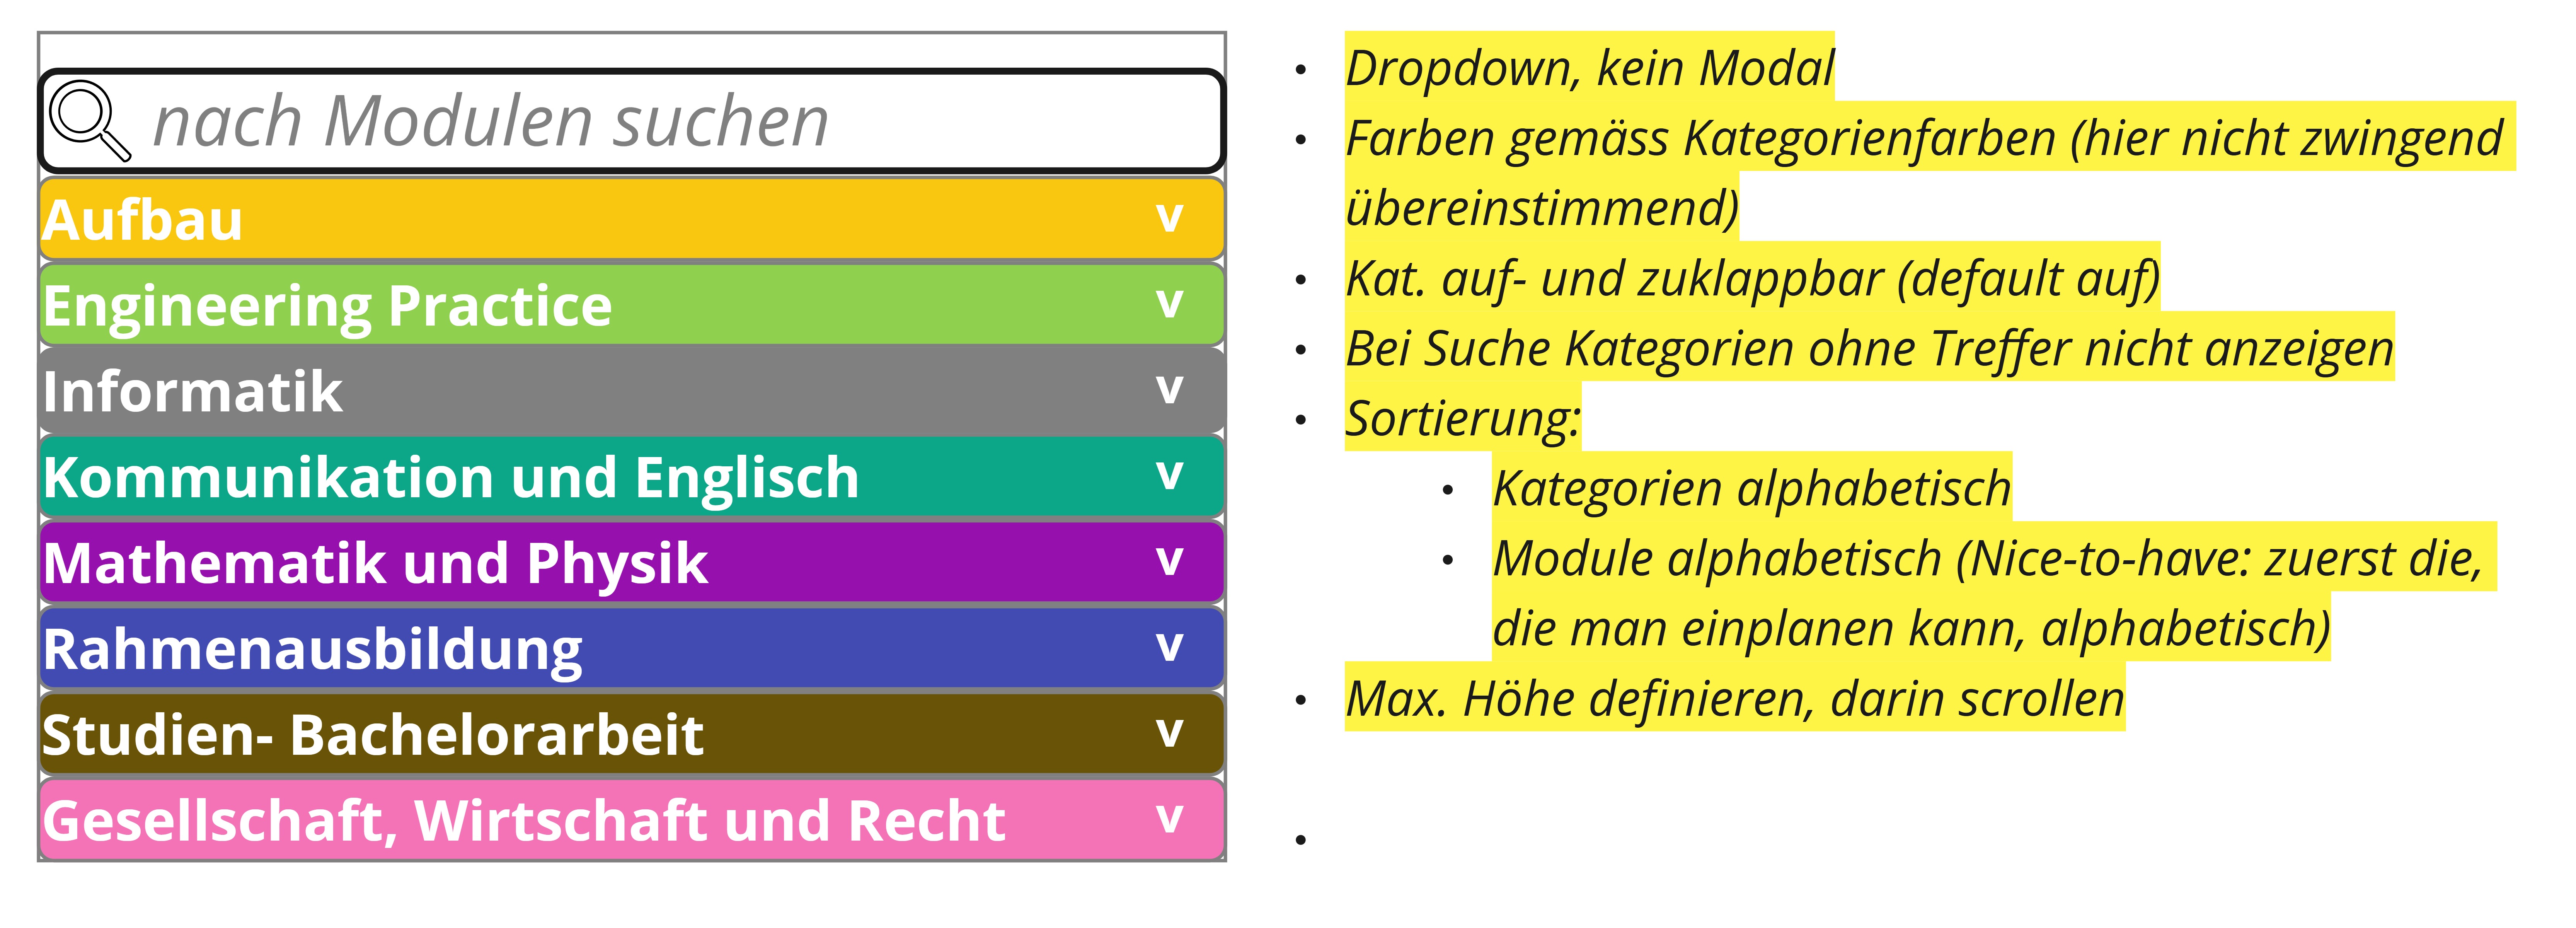 nach Modulen suchen
Aufbau v
Engineering Practice v
Informatik v
Kommunikation und Englisch v
Mathematik und Physik v
Rahmenausbildung v
Studien- Bachelorarbeit v
Gesellschaft, Wirtschaft und Recht v
• Dropdown, kein Modal
• Farben gemäss Kategorienfarben (hier nicht zwingend
übereinstimmend)
• Kat. auf- und zuklappbar (default auf)
• Bei Suche Kategorien ohne Treffer nicht anzeigen
• Sortierung:
• Kategorien alphabetisch
• Module alphabetisch (Nice-to-have: zuerst die,
die man einplanen kann, alphabetisch)
• Max. Höhe definieren, darin scrollen
•